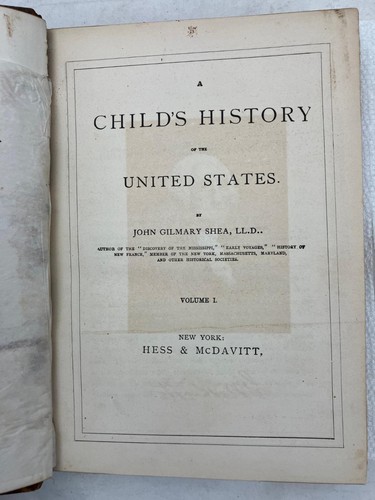 A
CHILD'S HISTORY
OF THE
UNITED STATES.
BY
JOHN GILMARY SHEA, LL.D..
AUTHOR OF THE "DISCOVERY OF THE MISSISSIPPI," "EARLY VOYAGES," "HISTORY OF
NEW FRANCE," MEMBER OF THE NEW YORK, MASSACHUSETTS, MARYLAND,
AND OTHER HISTORICAL SOCIETIES.
VOLUME I.
NEW YORK:
HESS & McDAVITT,